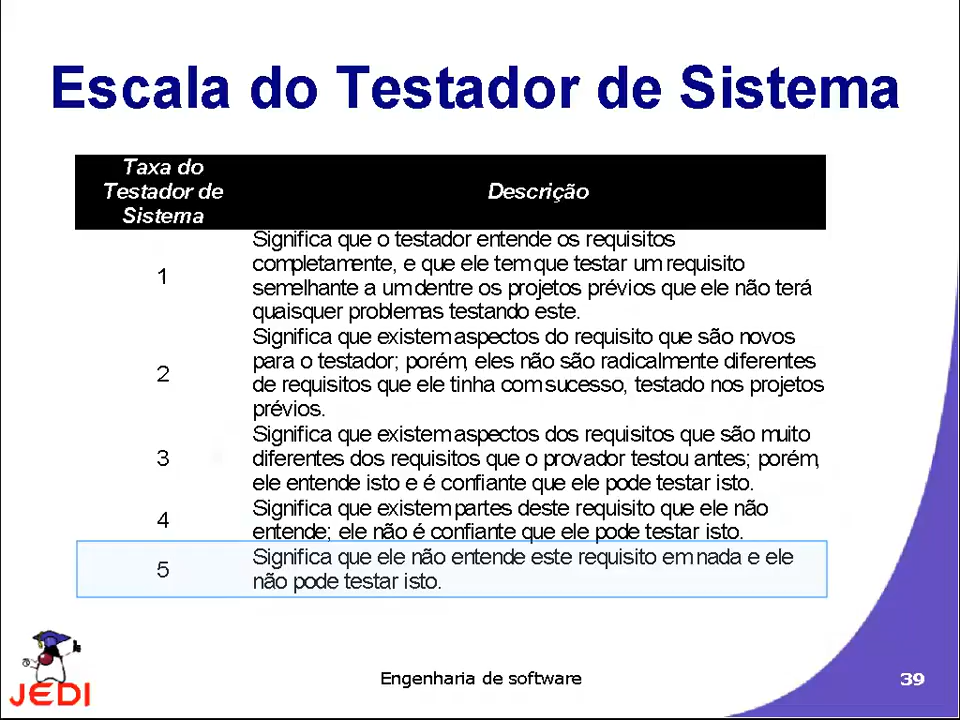 Escala do Testador de Sistema
Taxa do
Testador de
Sistema
Descrição
1
Significa que o testador entende os requisitos
completamente, e que ele tem que testar um requisito
semelhante a um dentre os projetos prévios que ele não terá
quaisquer problemas testando este.
2
Significa que existem aspectos do requisito que são novos
para o testador; porém, eles não são radicalmente diferentes
de requisitos que ele tinha com sucesso, testado nos projetos
prévios.
3
Significa que existem aspectos dos requisitos que são muito
diferentes dos requisitos que o provador testou antes; porém,
ele entende isto e é confiante que ele pode testar isto.
4
Significa que existem partes deste requisito que ele não
entende; ele não é confiante que ele pode testar isto.
5
Significa que ele não entende este requisito em nada e ele
não pode testar isto.
JEDI
Engenharia de software
39